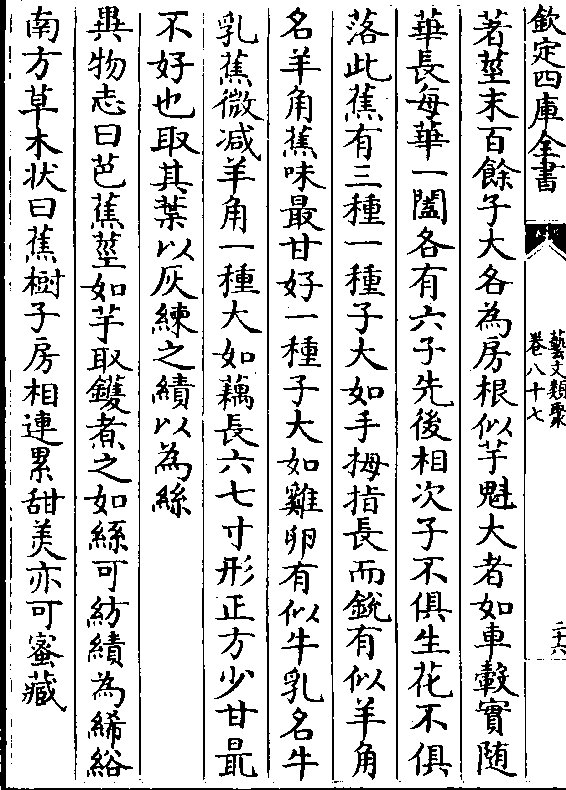 欽定四庫全書
藝文類聚
卷八十七
二十六
著莖末百餘子大各為房根似芋魁大者如車轂實随
華長每華一闔各有六子先後相次子不俱生花不俱
落此蕉有三種一種子大如手拇指長而銳有似羊角
名羊角蕉味最甘好一種子大如雞卵有似牛乳名牛
乳蕉微减羊角一種大如藕長六七寸形正方少甘最
不好也取其葉以灰練之績以為絲
異物志曰芭蕉莖如芋取鑊煮之如絲可紡績為絺綌
南方草木状曰蕉樹子房相連累甜美亦可蜜藏